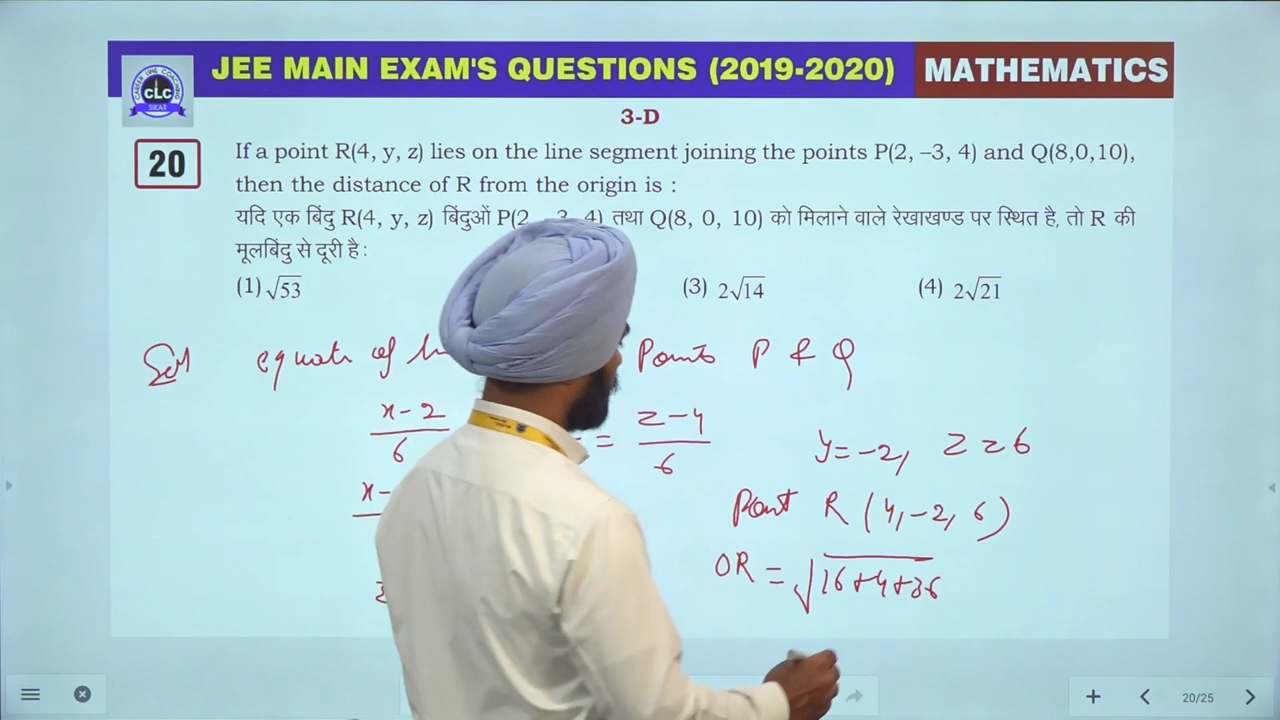 JEE MAIN EXAM'S QUESTIONS (2019-2020) MATHEMATICS
CAREER LINE COACHING
CLC
SIKAR
3-D
20
If a point R(4, y, z) lies on the line segment joining the points P(2, –3, 4) and Q(8,0,10),
then the distance of R from the origin is :
यदि एक बिंदु R(4, y, z) बिंदुओं P(2, –3, 4) तथा Q(8, 0, 10) को मिलाने वाले रेखाखण्ड पर स्थित है, तो R की
मूलबिंदु से दूरी है :
(1) √53 (3) 2√14 (4) 2√21
Sol equate of Points P & Q
x-2/6 = z-4/6 y=-2, z=6
x- Point R (4,-2, 6)
OR = √16+4+36
20/25